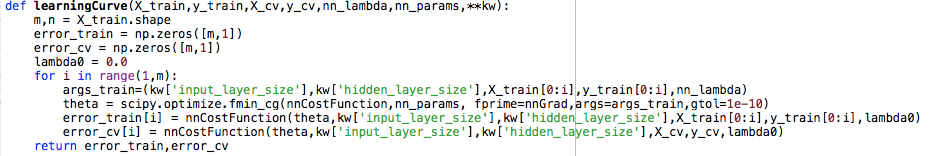 def learningCurve(X_train,y_train,X_cv,y_cv,nn_lambda,nn_params,**kw):
    m,n = X_train.shape
    error_train = np.zeros([m,1])
    error_cv = np.zeros([m,1])
    lambda0 = 0.0
    for i in range(1,m):
        args_train=(kw['input_layer_size'],kw['hidden_layer_size'],X_train[0:i],y_train[0:i],nn_lambda)
        theta = scipy.optimize.fmin_cg(nnCostFunction,nn_params, fprime=nnGrad,args=args_train,gtol=1e-10)
        error_train[i] = nnCostFunction(theta,kw['input_layer_size'],kw['hidden_layer_size'],X_train[0:i],y_train[0:i],lambda0)
        error_cv[i] = nnCostFunction(theta,kw['input_layer_size'],kw['hidden_layer_size'],X_cv,y_cv,lambda0)
    return error_train,error_cv